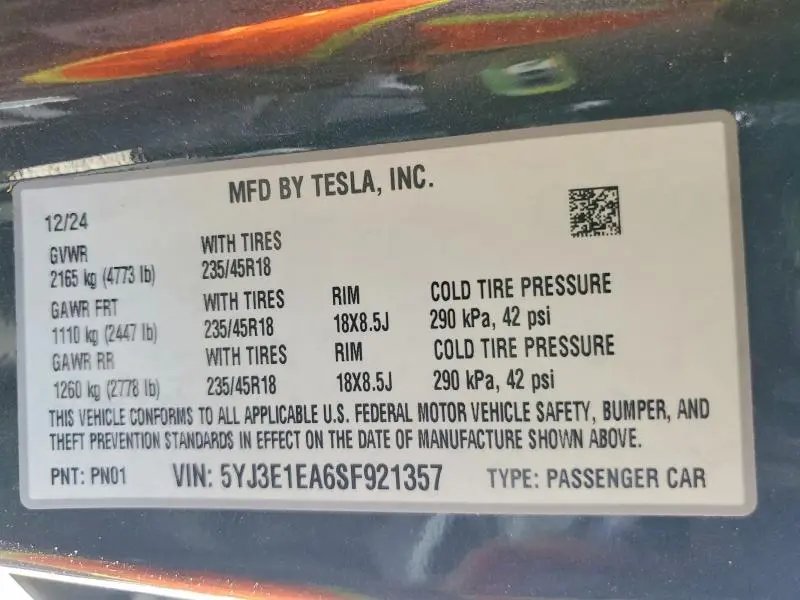 MFD BY TESLA, INC.
12/24
GVWR WITH TIRES
2165 kg (4773 lb) 235/45R18
GAWR FRT WITH TIRES RIM COLD TIRE PRESSURE
1110 kg (2447 lb) 235/45R18 18X8.5J 290 kPa, 42 psi
GAWR RR WITH TIRES RIM COLD TIRE PRESSURE
1260 kg (2778 lb) 235/45R18 18X8.5J 290 kPa, 42 psi
THIS VEHICLE CONFORMS TO ALL APPLICABLE U.S. FEDERAL MOTOR VEHICLE SAFETY, BUMPER, AND
THEFT PREVENTION STANDARDS IN EFFECT ON THE DATE OF MANUFACTURE SHOWN ABOVE.
PNT: PN01 VIN: 5YJ3E1EA6SF921357 TYPE: PASSENGER CAR